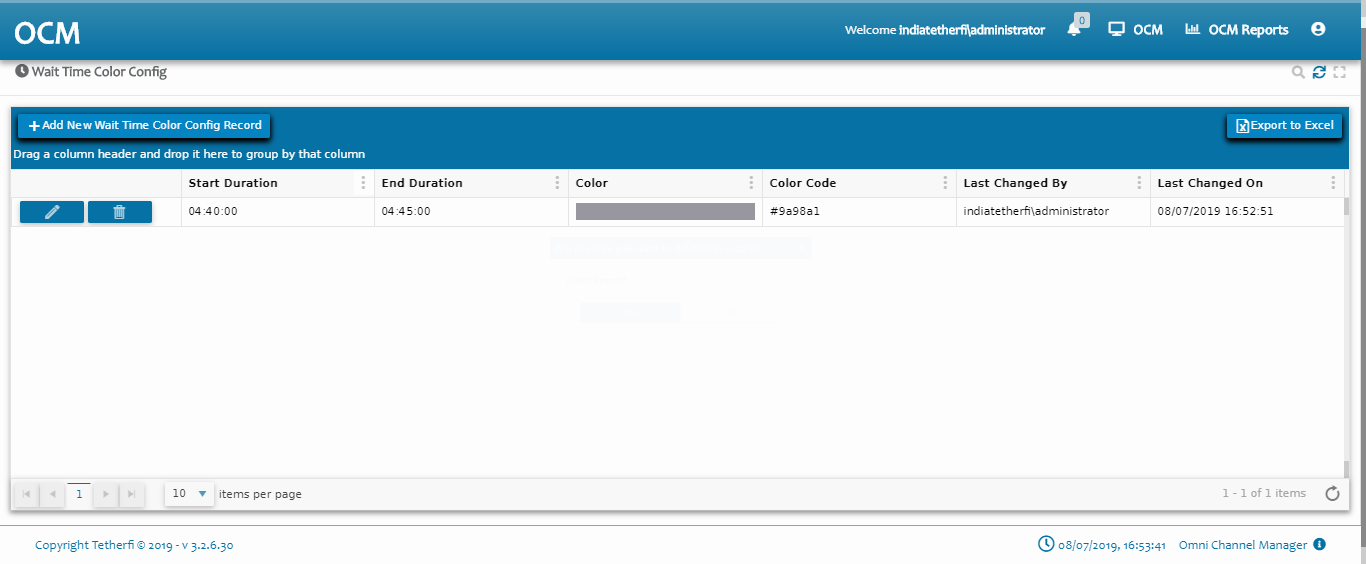 OCM
Welcome indiatetherfi\administrator
0
OCM
OCM Reports
Wait Time Color Config
Add New Wait Time Color Config Record
Export to Excel
Drag a column header and drop it here to group by that column
Start Duration End Duration Color Color Code Last Changed By Last Changed On
04:40:00 04:45:00 #9a98a1 indiatetherfi\administrator 08/07/2019 16:52:51
1 10 items per page 1 - 1 of 1 items
Copyright Tetherfi © 2019 - v 3.2.6.30 08/07/2019, 16:53:41 Omni Channel Manager